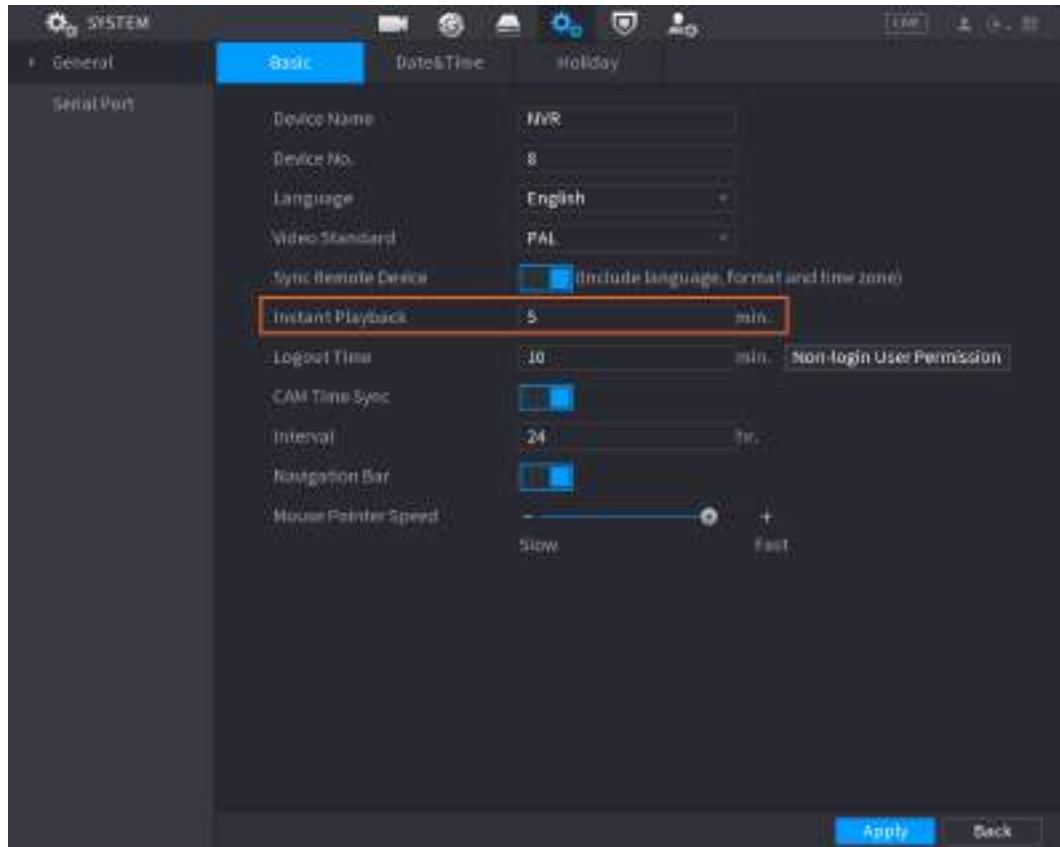 SYSTEM
LIVE
General
Basic Date&Time Holiday
Serial Port
Device Name NVR
Device No. 8
Language English
Video Standard PAL
Sync Remote Device (Include language, format and time zone)
Instant Playback 5 min.
Logout Time 10 min. Non-login User Permission
CAM Time Sync
Interval 24 hr.
Navigation Bar
Mouse Pointer Speed - +
Slow Fast
Apply Back